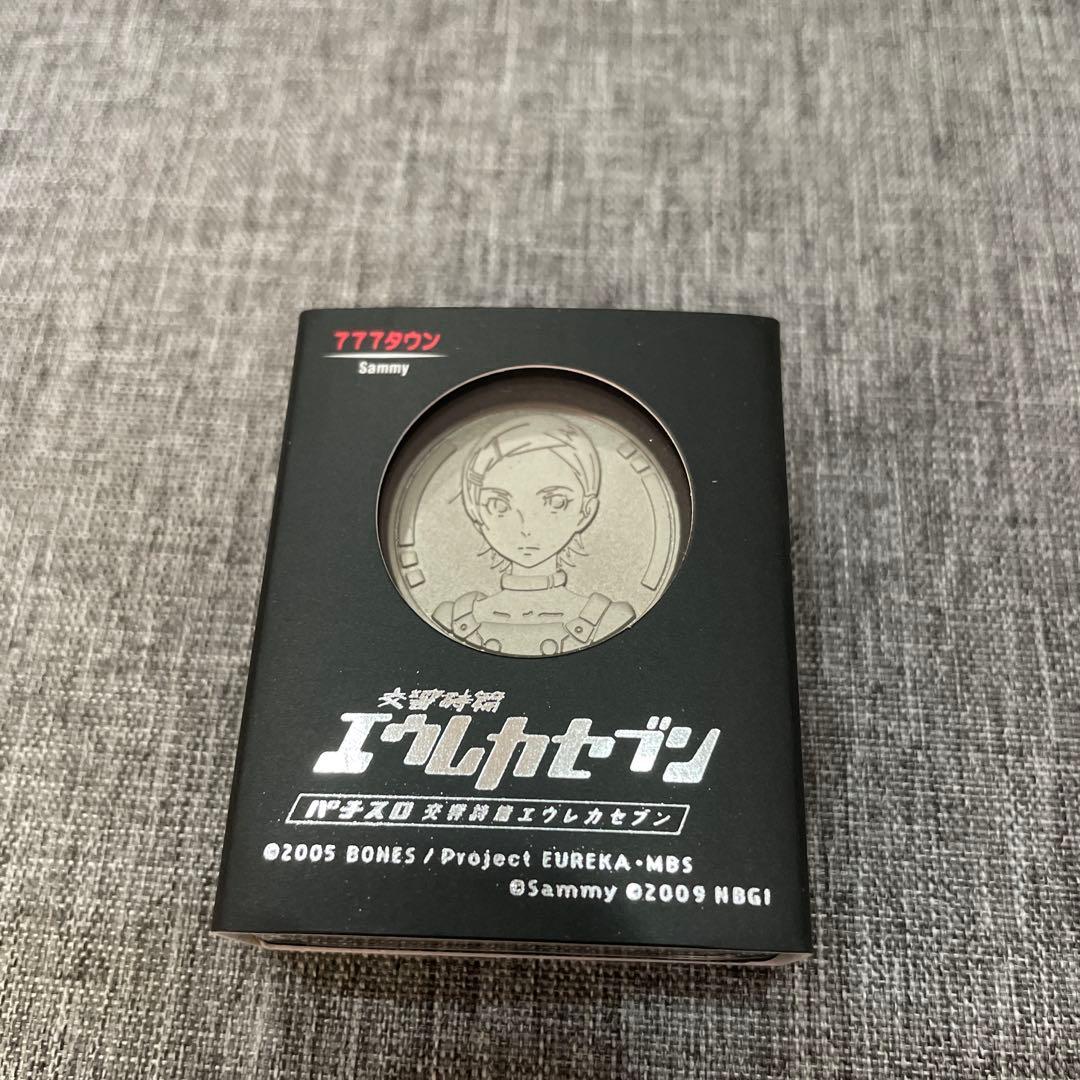 777タウン
Sammy
交響詩篇
エウレカセブン
パチスロ 交響詩篇エウレカセブン
©2005 BONES / Project EUREKA・MBS
©Sammy ©2009 NBGI